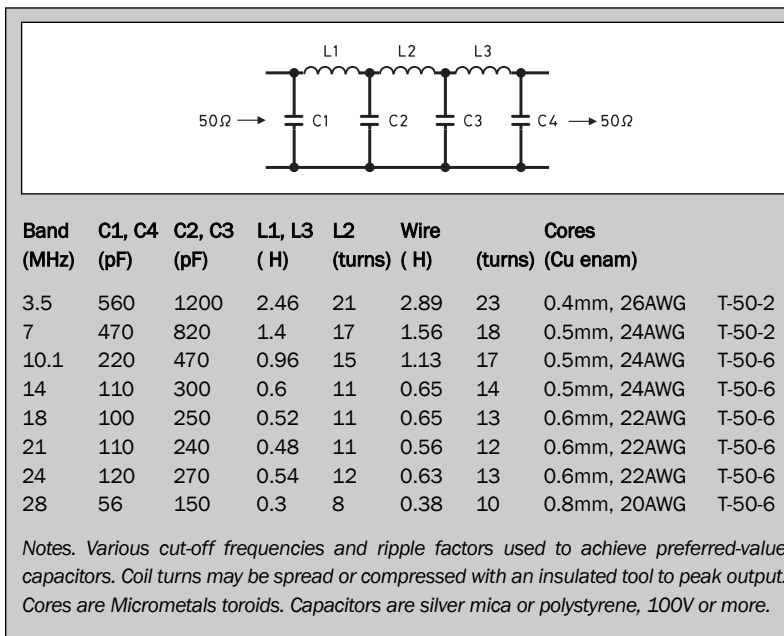 L1 L2 L3
50Ω C1 C2 C3 C4 50Ω
Band C1, C4 C2, C3 L1, L3 L2 Wire Cores
(MHz) (pF) (pF) ( H) (turns) ( H) (turns) (Cu enam)
3.5 560 1200 2.46 21 2.89 23 0.4mm, 26AWG T-50-2
7 470 820 1.4 17 1.56 18 0.5mm, 24AWG T-50-2
10.1 220 470 0.96 15 1.13 17 0.5mm, 24AWG T-50-6
14 110 300 0.6 11 0.65 14 0.5mm, 24AWG T-50-6
18 100 250 0.52 11 0.65 13 0.6mm, 22AWG T-50-6
21 110 240 0.48 11 0.56 12 0.6mm, 22AWG T-50-6
24 120 270 0.54 12 0.63 13 0.6mm, 22AWG T-50-6
28 56 150 0.3 8 0.38 10 0.8mm, 20AWG T-50-6
Notes. Various cut-off frequencies and ripple factors used to achieve preferred-value
capacitors. Coil turns may be spread or compressed with an insulated tool to peak output.
Cores are Micrometals toroids. Capacitors are silver mica or polystyrene, 100V or more.